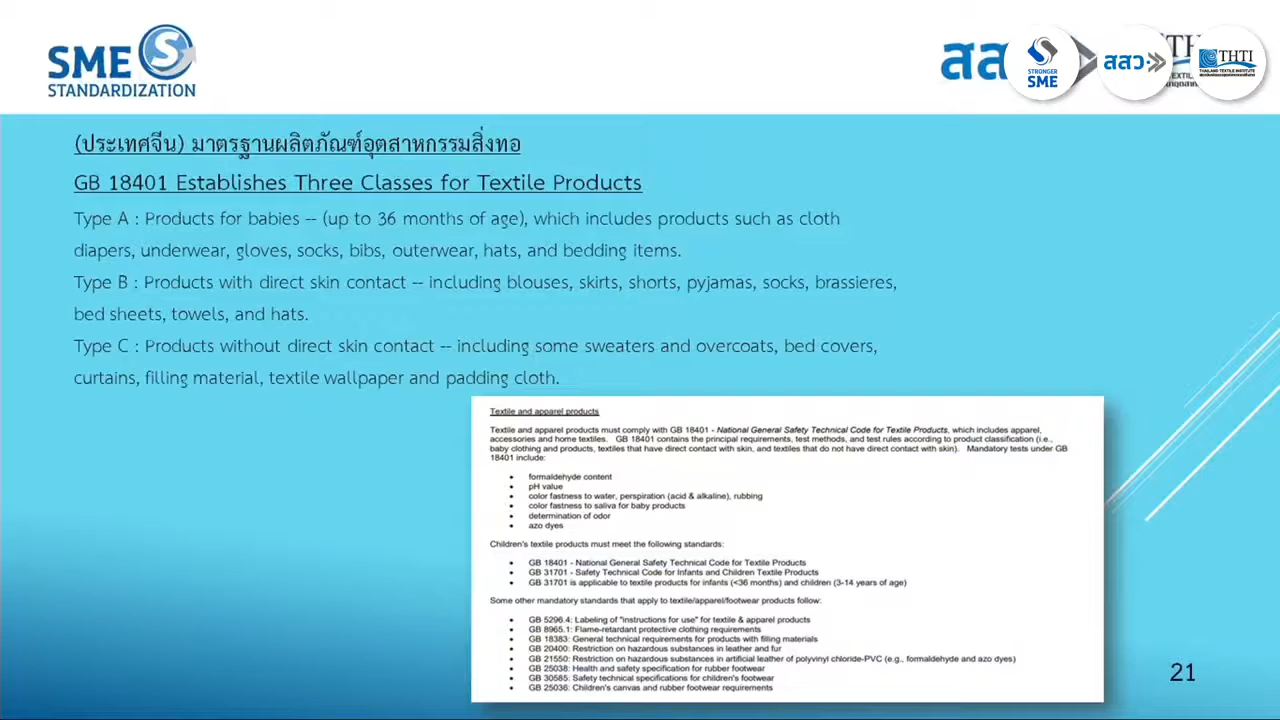 SME
STANDARDIZATION
สส
STRONGER
SME
สสว.
THTI
THAILAND TEXTILE INSTITUTE
(ประเทศจีน) มาตรฐานผลิตภัณฑ์อุตสาหกรรมสิ่งทอ
GB 18401 Establishes Three Classes for Textile Products
Type A : Products for babies -- (up to 36 months of age), which includes products such as cloth
diapers, underwear, gloves, socks, bibs, outerwear, hats, and bedding items.
Type B : Products with direct skin contact -- including blouses, skirts, shorts, pyjamas, socks, brassieres,
bed sheets, towels, and hats.
Type C : Products without direct skin contact -- including some sweaters and overcoats, bed covers,
curtains, filling material, textile wallpaper and padding cloth.
Textile and apparel products
Textile and apparel products must comply with GB 18401 - National General Safety Technical Code for Textile Products, which includes apparel,
accessories and home textiles. GB 18401 contains the principal requirements, test methods, and test rules according to product classification (i.e.,
baby clothing and products, textiles that have direct contact with skin, and textiles that do not have direct contact with skin). Mandatory tests under GB
18401 include:
• formaldehyde content
• pH value
• color fastness to water, perspiration (acid & alkaline), rubbing
• color fastness to saliva for baby products
• determination of odor
• azo dyes
Children's textile products must meet the following standards:
• GB 18401 - National General Safety Technical Code for Textile Products
• GB 31701 - Safety Technical Code for Infants and Children Textile Products
• GB 31701 is applicable to textile products for infants (<36 months) and children (3-14 years of age)
Some other mandatory standards that apply to textile/apparel/footwear products follow:
• GB 5296.4: Labeling of "instructions for use" for textile & apparel products
• GB 8965.1: Flame-retardant protective clothing requirements
• GB 18383: General technical requirements for products with filling materials
• GB 20400: Restriction on hazardous substances in leather and fur
• GB 21550: Restriction on hazardous substances in artificial leather of polyvinyl chloride-PVC (e.g., formaldehyde and azo dyes)
• GB 25038: Health and safety specification for rubber footwear
• GB 30585: Safety technical specifications for children's footwear
• GB 25036: Children's canvas and rubber footwear requirements
21